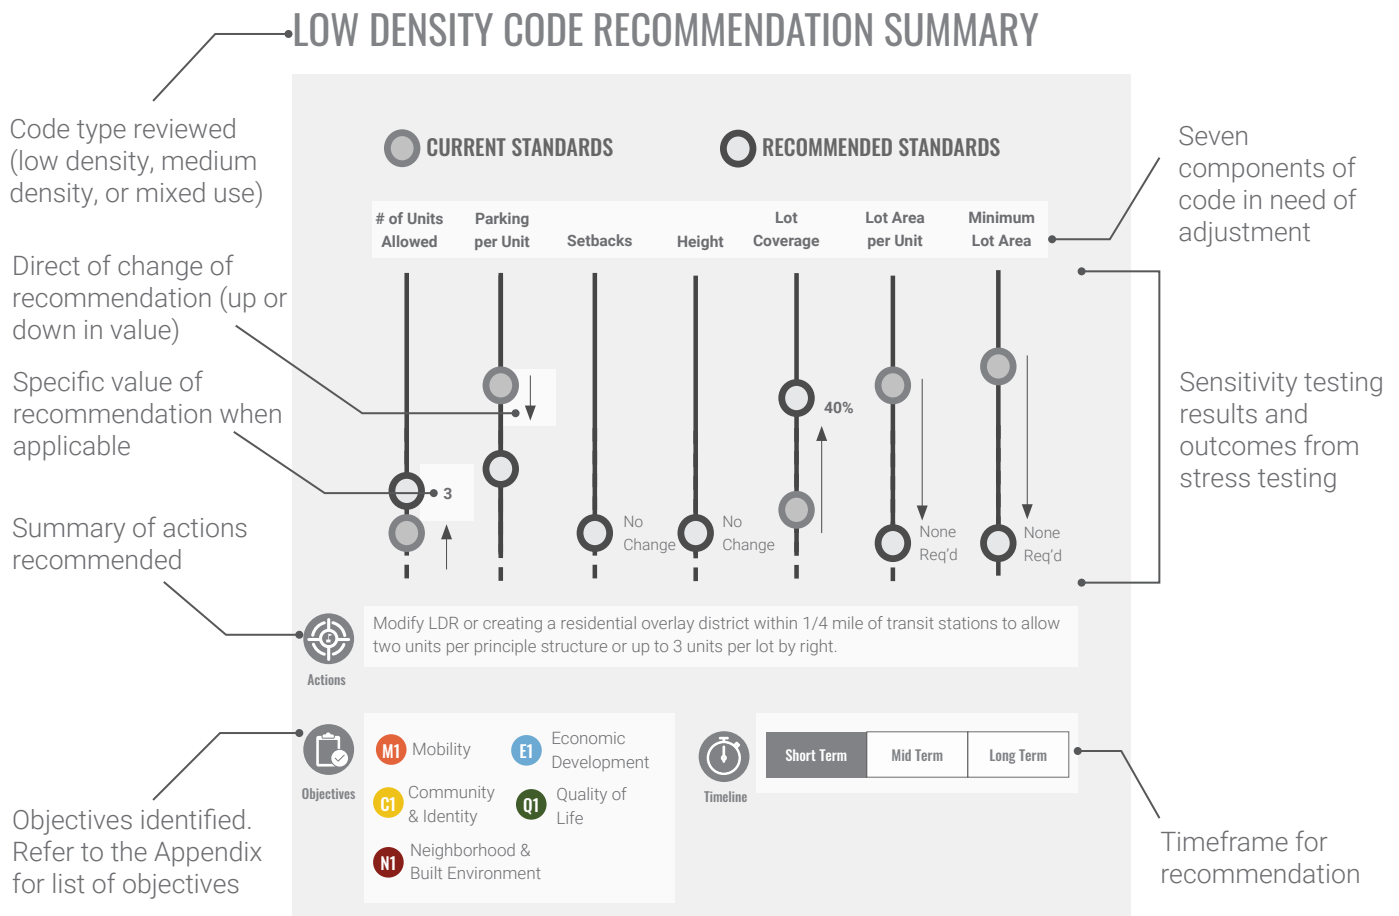 LOW DENSITY CODE RECOMMENDATION SUMMARY
Code type reviewed
(low density, medium
density, or mixed use)
Direct of change of
recommendation (up or
down in value)
Specific value of
recommendation when
applicable
Summary of actions
recommended
Objectives identified.
Refer to the Appendix
for list of objectives
CURRENT STANDARDS
RECOMMENDED STANDARDS
# of Units
Allowed
Parking
per Unit
Setbacks
Height
Lot
Coverage
Lot Area
per Unit
Minimum
Lot Area
3
No
Change
No
Change
40%
None
Req'd
None
Req'd
Actions
Modify LDR or creating a residential overlay district within 1/4 mile of transit stations to allow
two units per principle structure or up to 3 units per lot by right.
Objectives
M1 Mobility
E1 Economic
Development
C1 Community
& Identity
Q1 Quality of
Life
N1 Neighborhood &
Built Environment
Timeline
Short Term
Mid Term
Long Term
Seven
components of
code in need of
adjustment
Sensitivity testing
results and
outcomes from
stress testing
Timeframe for
recommendation